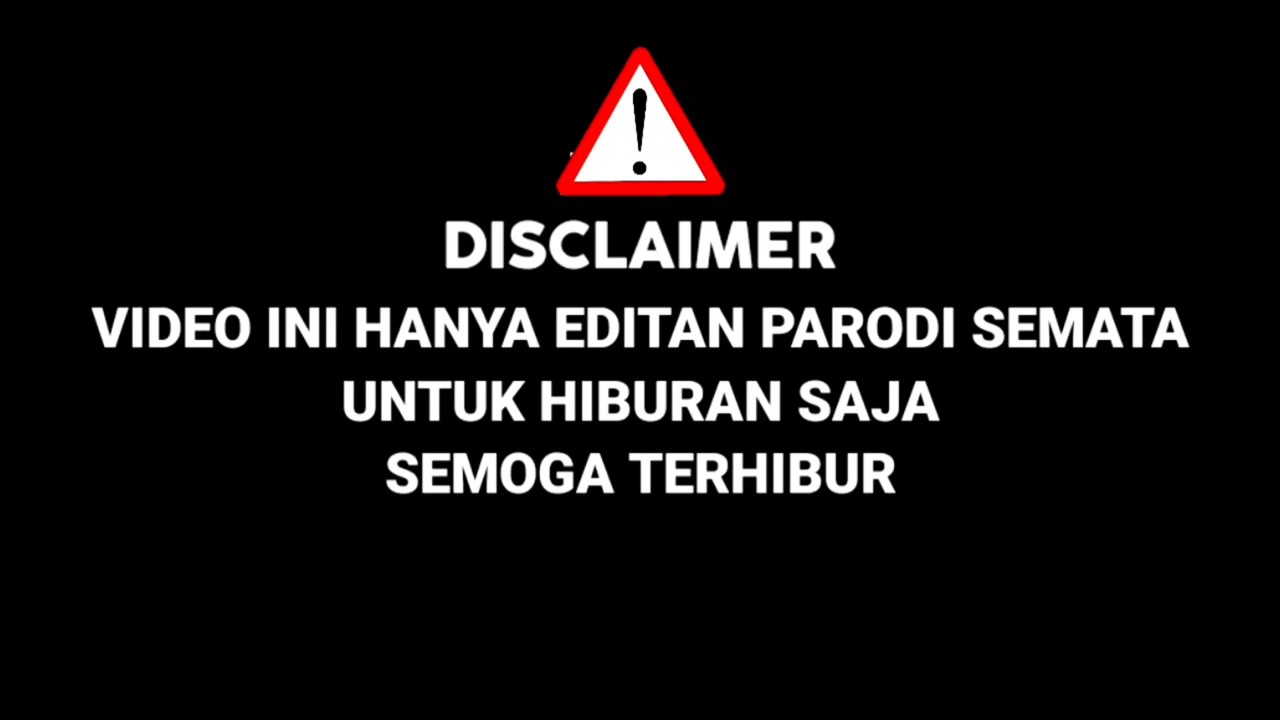 DISCLAIMER
VIDEO INI HANYA EDITAN PARODI SEMATA
UNTUK HIBURAN SAJA
SEMOGA TERHIBUR